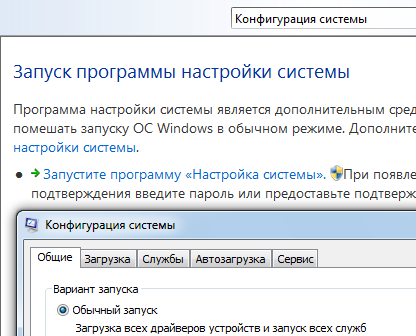 Конфигурация системы
Запуск программы настройки системы
Программа настройки системы является дополнительным сред
помешать запуску ОС Windows в обычном режиме. Дополните
настройки системы.
Запустите программу «Настройка системы». При появле
подтверждения введите пароль или предоставьте подтверж
Конфигурация системы
Общие Загрузка Службы Автозагрузка Сервис
Вариант запуска
Обычный запуск
Загрузка всех драйверов устройств и запуск всех служб